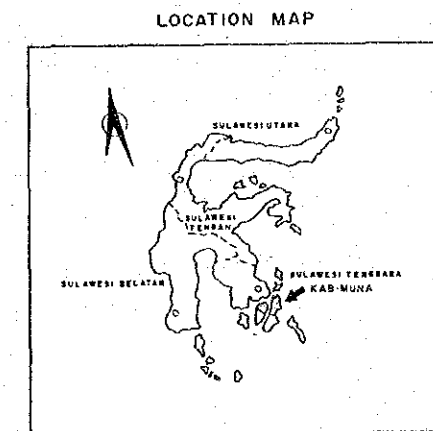 LOCATION MAP
SULAWESI UTARA
SULAWESI
TENGAH
SULAWESI TENGGARA
KAB-MUNA
SULAWESI SELATAN